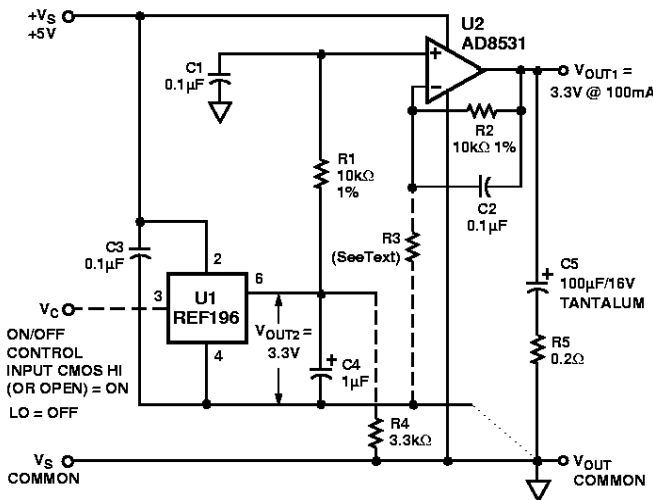 +VS
+5V
C1
0.1µF
U2
AD8531
+
−
VOUT1 =
3.3V @ 100mA
R2
10kΩ 1%
C2
0.1µF
R1
10kΩ
1%
R3
(SeeText)
C3
0.1µF
2
3
6
4
U1
REF196
VC
ON/OFF
CONTROL
INPUT CMOS HI
(OR OPEN) = ON
LO = OFF
VOUT2 =
3.3V
+
C4
1µF
R4
3.3kΩ
+
C5
100µF/16V
TANTALUM
R5
0.2Ω
VS
COMMON
VOUT
COMMON